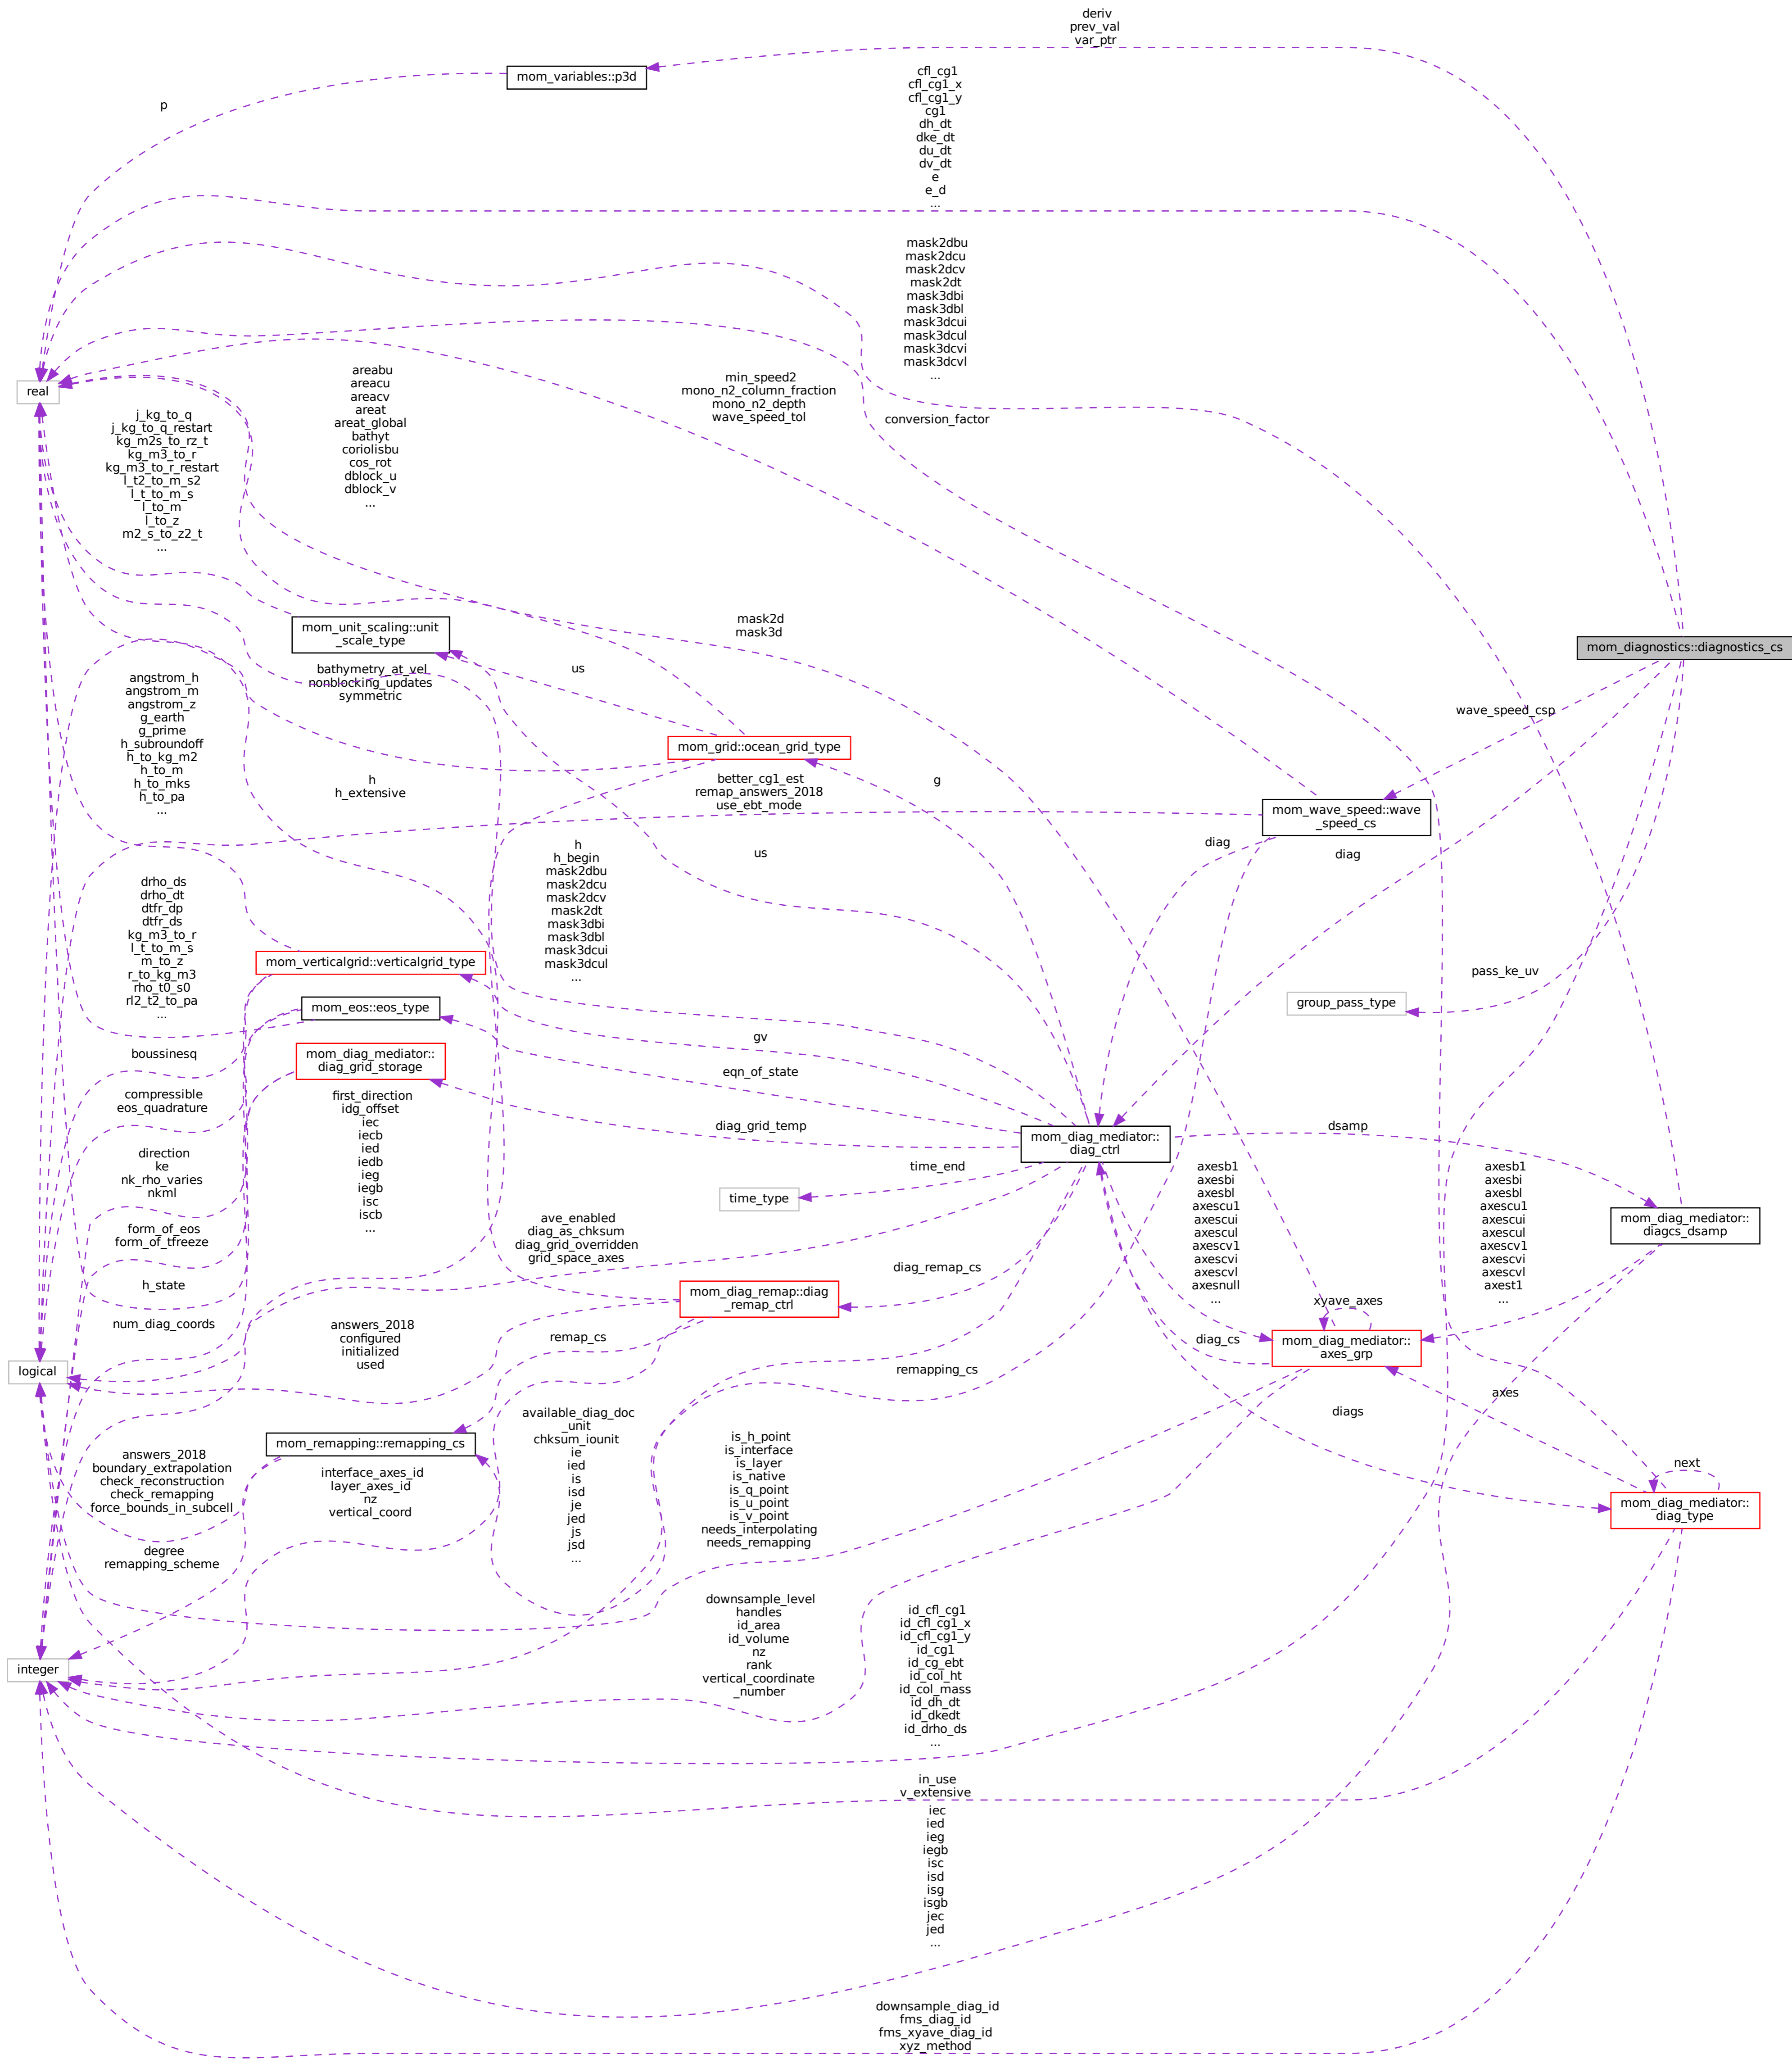 deriv
prev_val
var_ptr
mom_variables::p3d
p
cfl_cg1
cfl_cg1_x
cfl_cg1_y
cg1
dh_dt
dke_dt
du_dt
dv_dt
e
e_d
...
mask2dbu
mask2dcu
mask2dcv
mask2dt
mask3dbi
mask3dbl
mask3dcui
mask3dcul
mask3dcvi
mask3dcvl
...
real
areabu
areacu
areacv
areat
areat_global
bathyt
coriolisbu
cos_rot
dblock_u
dblock_v
...
min_speed2
mono_n2_column_fraction
mono_n2_depth
wave_speed_tol
conversion_factor
j_kg_to_q
j_kg_to_q_restart
kg_m2s_to_rz_t
kg_m3_to_r
kg_m3_to_r_restart
l_t2_to_m_s2
l_t_to_m_s
l_to_m
l_to_z
m2_s_to_z2_t
...
mom_unit_scaling::unit
_scale_type
mask2d
mask3d
mom_diagnostics::diagnostics_cs
bathymetry_at_vel
nonblocking_updates
symmetric
us
angstrom_h
angstrom_m
angstrom_z
g_earth
g_prime
h_subroundoff
h_to_kg_m2
h_to_m
h_to_mks
h_to_pa
...
wave_speed_csp
mom_grid::ocean_grid_type
h
h_extensive
better_cg1_est
remap_answers_2018
use_ebt_mode
g
mom_wave_speed::wave
_speed_cs
h
h_begin
mask2dbu
mask2dcu
mask2dcv
mask2dt
mask3dbi
mask3dbl
mask3dcui
mask3dcul
...
us
diag
diag
drho_ds
drho_dt
dtfr_dp
dtfr_ds
kg_m3_to_r
l_t_to_m_s
m_to_z
r_to_kg_m3
rho_t0_s0
rl2_t2_to_pa
...
mom_verticalgrid::verticalgrid_type
mom_eos::eos_type
pass_ke_uv
group_pass_type
gv
boussinesq
mom_diag_mediator::
diag_grid_storage
eqn_of_state
compressible
eos_quadrature
first_direction
idg_offset
iec
iecb
ied
iedb
ieg
iegb
isc
iscb
...
diag_grid_temp
mom_diag_mediator::
diag_ctrl
dsamp
direction
ke
nk_rho_varies
nkml
time_end
time_type
axesb1
axesbi
axesbl
axescu1
axescui
axescul
axescv1
axescvi
axescvl
axesnull
...
axesb1
axesbi
axesbl
axescu1
axescui
axescul
axescv1
axescvi
axescvl
axest1
...
mom_diag_mediator::
diagcs_dsamp
form_of_eos
form_of_tfreeze
ave_enabled
diag_as_chksum
diag_grid_overridden
grid_space_axes
h_state
diag_remap_cs
mom_diag_remap::diag
_remap_ctrl
xyave_axes
num_diag_coords
answers_2018
configured
initialized
used
remap_cs
diag_cs
mom_diag_mediator::
axes_grp
logical
remapping_cs
axes
diags
available_diag_doc
_unit
chksum_iounit
ie
ied
is
isd
je
jed
js
jsd
...
mom_remapping::remapping_cs
is_h_point
is_interface
is_layer
is_native
is_q_point
is_u_point
is_v_point
needs_interpolating
needs_remapping
answers_2018
boundary_extrapolation
check_reconstruction
check_remapping
force_bounds_in_subcell
interface_axes_id
layer_axes_id
nz
vertical_coord
next
mom_diag_mediator::
diag_type
degree
remapping_scheme
downsample_level
handles
id_area
id_volume
nz
rank
vertical_coordinate
_number
id_cfl_cg1
id_cfl_cg1_x
id_cfl_cg1_y
id_cg1
id_cg_ebt
id_col_ht
id_col_mass
id_dh_dt
id_dkedt
id_drho_ds
...
integer
in_use
v_extensive
iec
ied
ieg
iegb
isc
isd
isg
isgb
jec
jed
...
downsample_diag_id
fms_diag_id
fms_xyave_diag_id
xyz_method